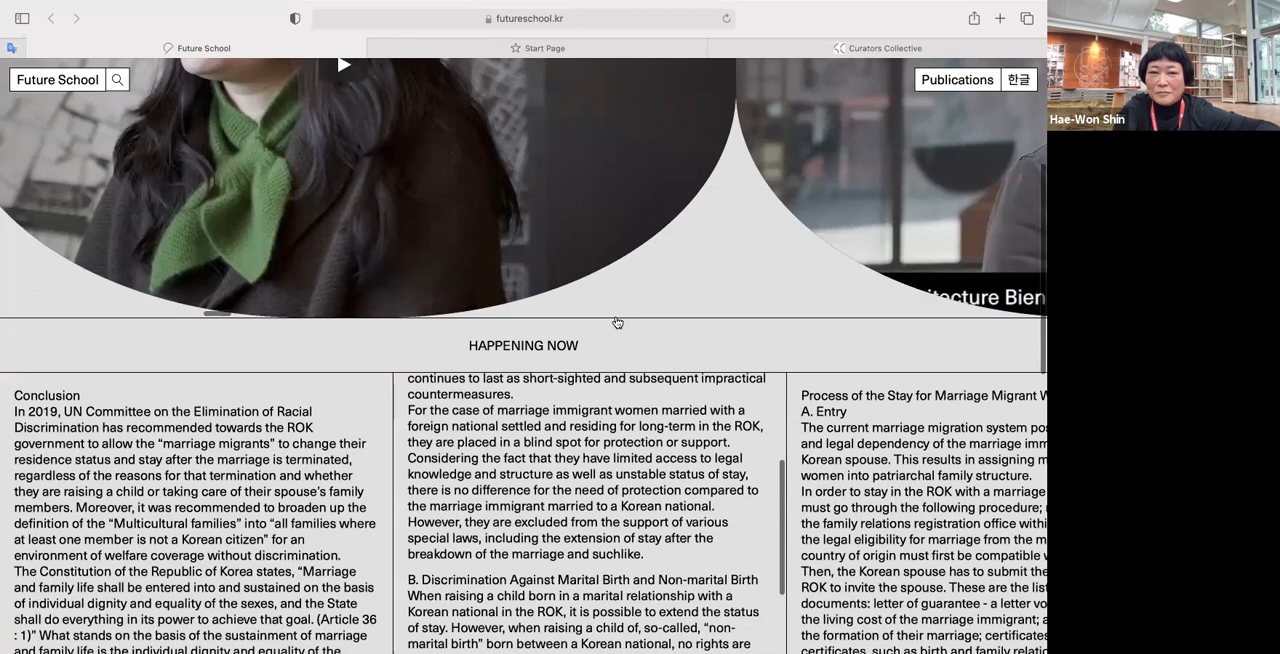 futureschool.kr
Future School
Start Page
Curators Collective
Future School
Publications
한글
Hae-Won Shin
itecture Bien
HAPPENING NOW
Conclusion
In 2019, UN Committee on the Elimination of Racial
Discrimination has recommended towards the ROK
government to allow the “marriage migrants” to change their
residence status and stay after the marriage is terminated,
regardless of the reasons for that termination and whether
they are raising a child or taking care of their spouse’s family
members. Moreover, it was recommended to broaden up the
definition of the “Multicultural families” into “all families where
at least one member is not a Korean citizen” for an
environment of welfare coverage without discrimination.
The Constitution of the Republic of Korea states, “Marriage
and family life shall be entered into and sustained on the basis
of individual dignity and equality of the sexes, and the State
shall do everything in its power to achieve that goal. (Article 36
: 1)” What stands on the basis of the sustainment of marriage
and family life is the individual dignity and equality of the
continues to last as short-sighted and subsequent impractical
countermeasures.
For the case of marriage immigrant women married with a
foreign national settled and residing for long-term in the ROK,
they are placed in a blind spot for protection or support.
Considering the fact that they have limited access to legal
knowledge and structure as well as unstable status of stay,
there is no difference for the need of protection compared to
the marriage immigrant married to a Korean national.
However, they are excluded from the support of various
special laws, including the extension of stay after the
breakdown of the marriage and suchlike.
B. Discrimination Against Marital Birth and Non-marital Birth
When raising a child born in a marital relationship with a
Korean national in the ROK, it is possible to extend the status
of stay. However, when raising a child of, so-called, “non-
marital birth” born between a Korean national, no rights are
Process of the Stay for Marriage Migrant W
A. Entry
The current marriage migration system pos
and legal dependency of the marriage imm
Korean spouse. This results in assigning m
women into patriarchal family structure.
In order to stay in the ROK with a marriage
must go through the following procedure;
the family relations registration office withi
the legal eligibility for marriage from the m
country of origin must first be compatible w
Then, the Korean spouse has to submit the
ROK to invite the spouse. These are the list
documents: letter of guarantee - a letter vo
the living cost of the marriage immigrant; a
the formation of their marriage; certificates
certificates, such as birth and family relatio